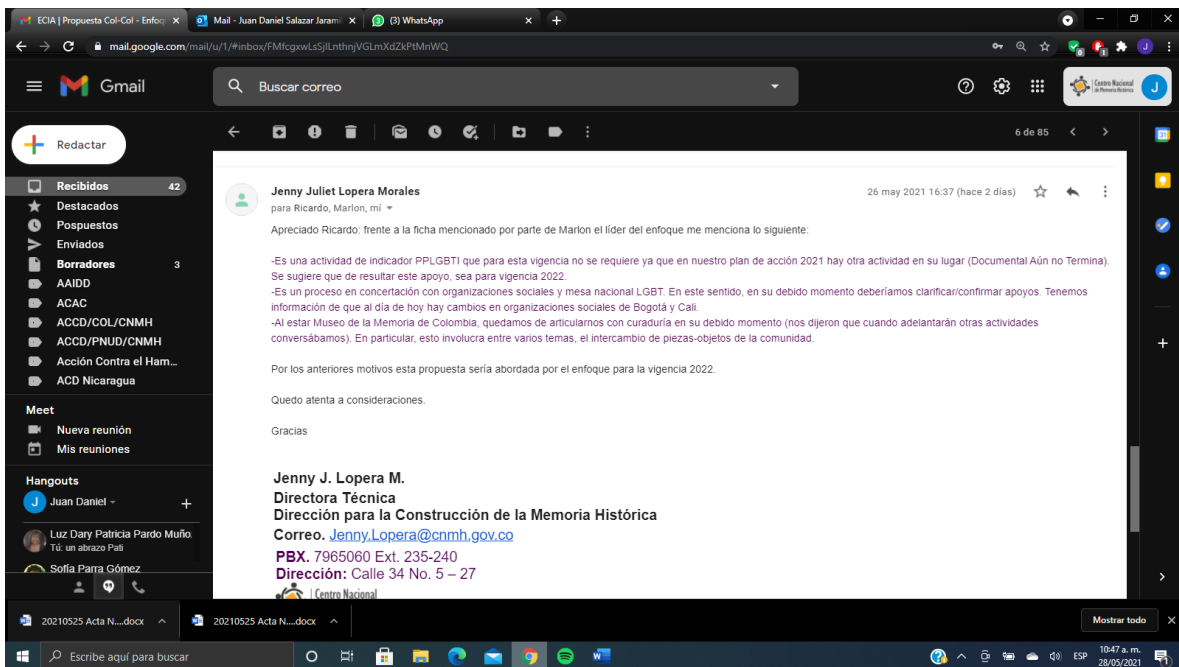 ECIA | Propuesta Col-Col - Enfoq
Mail - Juan Daniel Salazar Jaramil
(3) WhatsApp
mail.google.com/mail/u/1/#inbox/
Gmail
Buscar correo
Centro Nacional
de Memoria Histórica
J
Redactar
6 de 85
Recibidos 42
Destacados
Pospuestos
Enviados
Borradores 3
AAIDD
ACAC
ACCD/COL/CNMH
ACCD/PNUD/CNMH
Acción Contra el Ham...
ACD Nicaragua
Meet
Nueva reunión
Mis reuniones
Hangouts
J Juan Daniel
Luz Dary Patricia Pardo Muño
Tú: un abrazo Pati
Sofía Parra Gómez
Jenny Juliet Lopera Morales
26 may 2021 16:37 (hace 2 días)
para Ricardo, Marlon, mí
Apreciado Ricardo: frente a la ficha mencionado por parte de Marlon el líder del enfoque me menciona lo siguiente:
-Es una actividad de indicador PPLGBTI que para esta vigencia no se requiere ya que en nuestro plan de acción 2021 hay otra actividad en su lugar (Documental Aún no Termina).
Se sugiere que de resultar este apoyo, sea para vigencia 2022.
-Es un proceso en concertación con organizaciones sociales y mesa nacional LGBT. En este sentido, en su debido momento deberíamos clarificar/confirmar apoyos. Tenemos
información de que al día de hoy hay cambios en organizaciones sociales de Bogotá y Cali.
-Al estar Museo de la Memoria de Colombia, quedamos de articularnos con curaduría en su debido momento (nos dijeron que cuando adelantarán otras actividades
conversábamos). En particular, esto involucra entre varios temas, el intercambio de piezas-objetos de la comunidad.
Por los anteriores motivos esta propuesta sería abordada por el enfoque para la vigencia 2022.
Quedo atenta a consideraciones.
Gracias
Jenny J. Lopera M.
Directora Técnica
Dirección para la Construcción de la Memoria Histórica
Correo. Jenny.Lopera@cnmh.gov.co
PBX. 7965060 Ext. 235-240
Dirección: Calle 34 No. 5 – 27
Centro Nacional
20210525 Acta N....docx
20210525 Acta N....docx
Mostrar todo
Escribe aquí para buscar
ESP
10:47 a. m.
28/05/2021